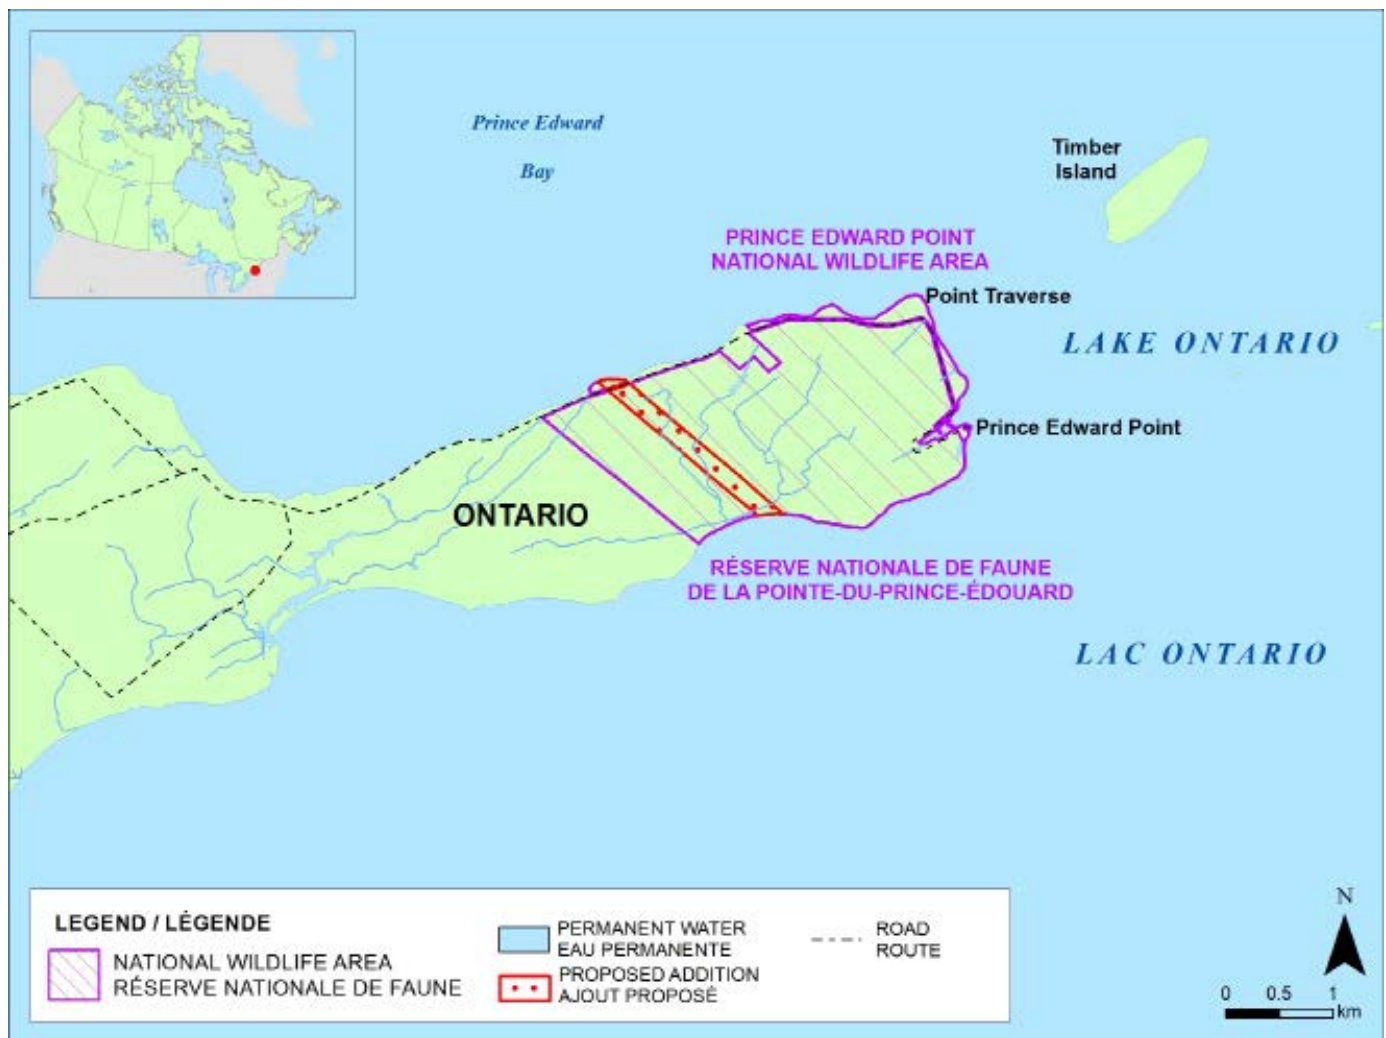 Prince Edward
Bay
Timber
Island
PRINCE EDWARD POINT
NATIONAL WILDLIFE AREA
Point Traverse
LAKE ONTARIO
Prince Edward Point
ONTARIO
RÉSERVE NATIONALE DE FAUNE
DE LA POINTE-DU-PRINCE-ÉDOUARD
LAC ONTARIO
LEGEND / LÉGENDE
NATIONAL WILDLIFE AREA
RÉSERVE NATIONALE DE FAUNE
PERMANENT WATER
EAU PERMANENTE
PROPOSED ADDITION
AJOUT PROPOSÉ
ROAD
ROUTE
N
0 0.5 1
km